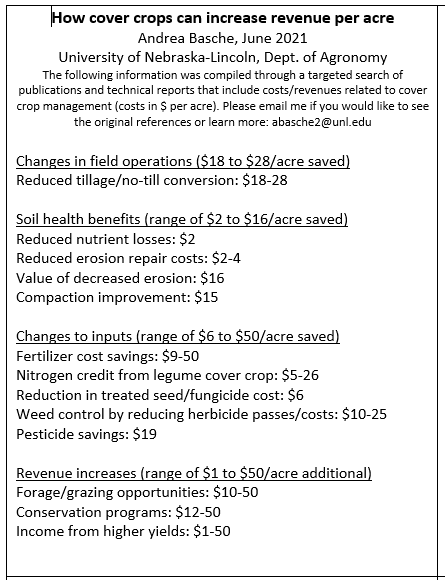 How cover crops can increase revenue per acre
Andrea Basche, June 2021
University of Nebraska-Lincoln, Dept. of Agronomy
The following information was compiled through a targeted search of
publications and technical reports that include costs/revenues related to cover
crop management (costs in $ per acre). Please email me if you would like to see
the original references or learn more: abasche2@unl.edu
Changes in field operations ($18 to $28/acre saved)
Reduced tillage/no-till conversion: $18-28
Soil health benefits (range of $2 to $16/acre saved)
Reduced nutrient losses: $2
Reduced erosion repair costs: $2-4
Value of decreased erosion: $16
Compaction improvement: $15
Changes to inputs (range of $6 to $50/acre saved)
Fertilizer cost savings: $9-50
Nitrogen credit from legume cover crop: $5-26
Reduction in treated seed/fungicide cost: $6
Weed control by reducing herbicide passes/costs: $10-25
Pesticide savings: $19
Revenue increases (range of $1 to $50/acre additional)
Forage/grazing opportunities: $10-50
Conservation programs: $12-50
Income from higher yields: $1-50